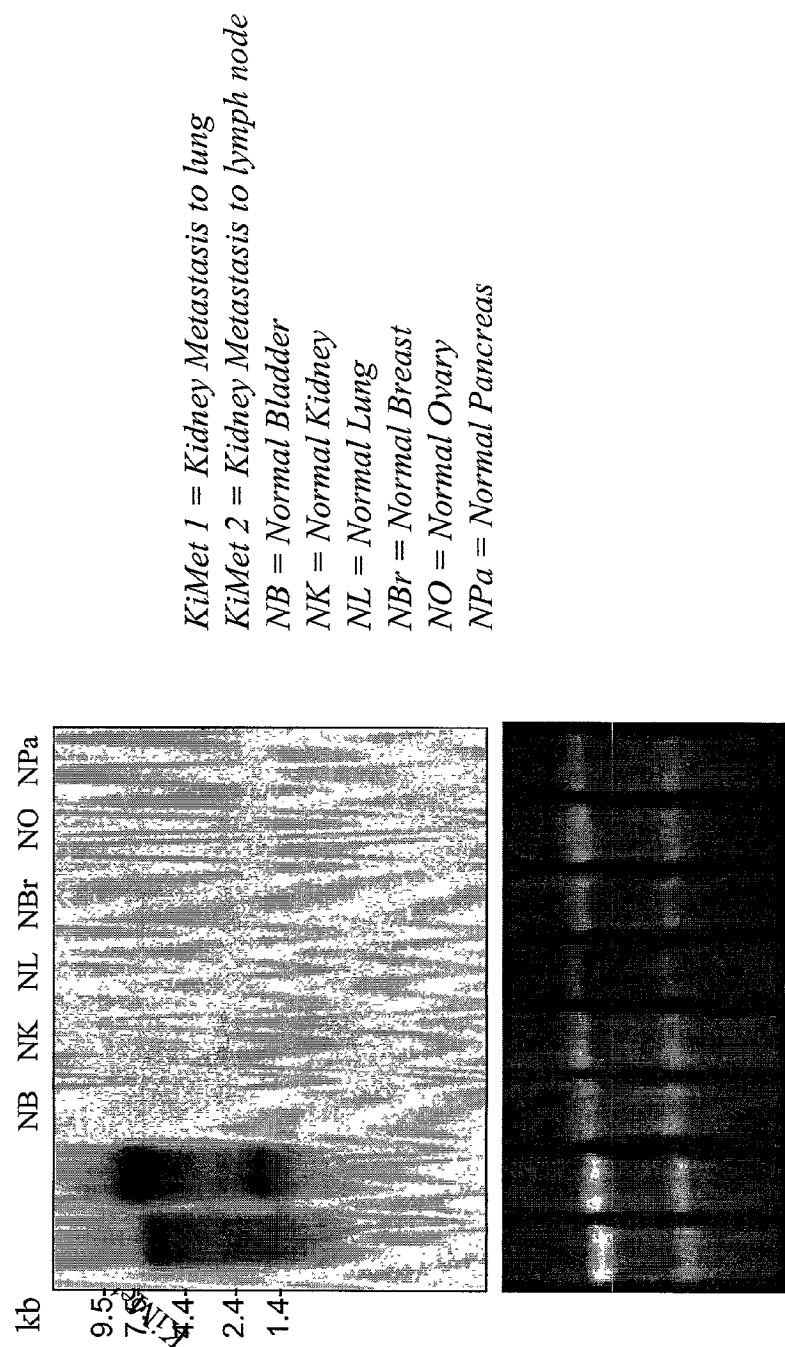 kb
9.5-
4.4-
2.4-
1.4-
NB NK NL NBr NO NPa
KiMet 1 = Kidney Metastasis to lung
KiMet 2 = Kidney Metastasis to lymph node
NB = Normal Bladder
NK = Normal Kidney
NL = Normal Lung
NBr = Normal Breast
NO = Normal Ovary
NPa = Normal Pancreas